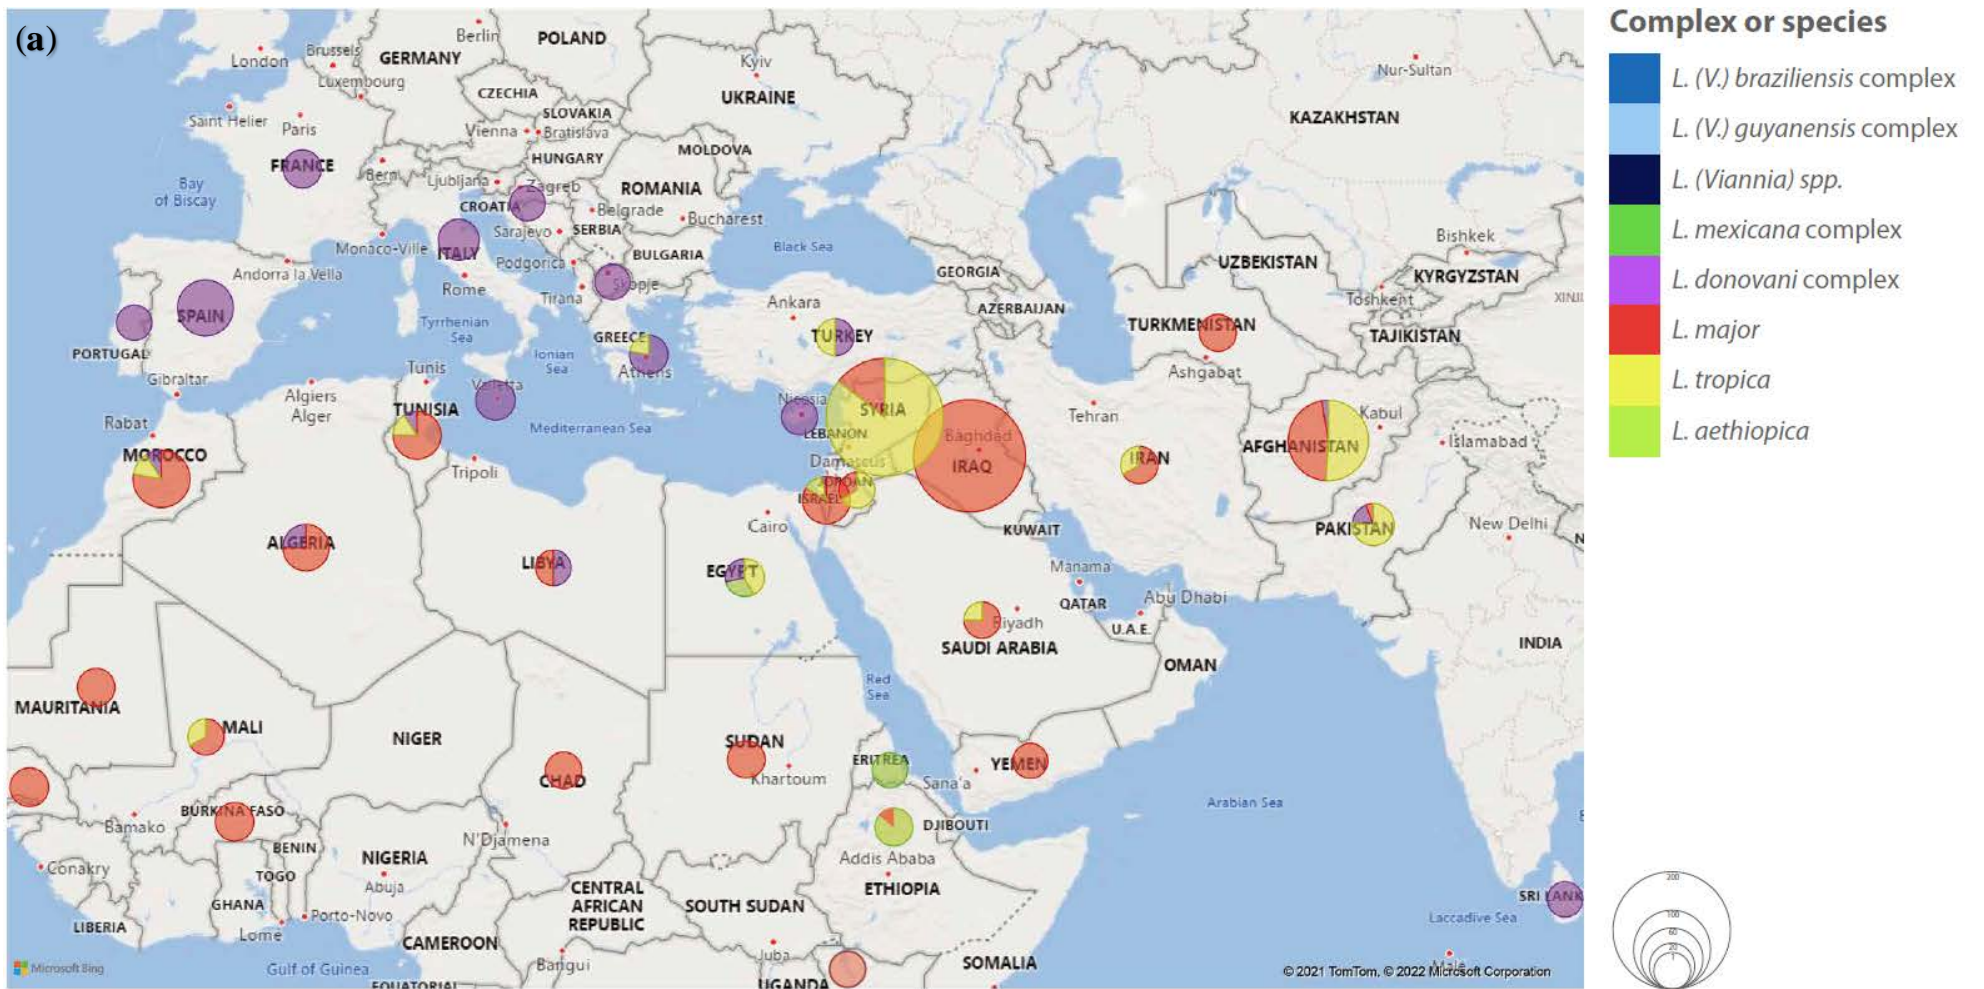 (a)
Berlin
POLAND
GERMANY
London
Brussels
Kyiv
Luxembourg
UKRAINE
CZECHIA
SLOVAKIA
Saint Helier
Paris
Vienna
Bratislava
FRANCE
HUNGARY
MOLDOVA
Bern
Ljubljana
Zagreb
ROMANIA
Bay
of Biscay
CROATIA
Belgrade
Bucharest
Sarajevo
SERBIA
Monaco-Ville
ITALY
Podgorica
BULGARIA
Black Sea
Andorra la Vella
Rome
Tirana
Skopje
SPAIN
Tyrrhenian
Sea
GREECE
Ionian
Sea
Athens
PORTUGAL
Gibraltar
Ankara
TURKEY
GEORGIA
AZERBAIJAN
Nur-Sultan
KAZAKHSTAN
Bishkek
UZBEKISTAN
KYRGYZSTAN
Toshkent
XINJI
TURKMENISTAN
TAJIKISTAN
Ashgabat
Tunis
Valletta
Algiers
Alger
TUNISIA
Nicosia
SYRIA
Tehran
Kabul
Rabat
Mediterranean Sea
LEBANON
Baghdad
AFGHANISTAN
Islamabad
MOROCCO
Tripoli
Damascus
IRAQ
IRAN
JORDAN
ISRAEL
Cairo
KUWAIT
PAKISTAN
New Delhi
N
ALGERIA
LIBYA
EGYPT
Manama
QATAR
Abu Dhabi
Riyadh
U.A.E.
SAUDI ARABIA
OMAN
INDIA
Red
Sea
MAURITANIA
MALI
NIGER
SUDAN
CHAD
Khartoum
ERITREA
Sana'a
YEMEN
Arabian Sea
BURKINA FASO
Bamako
N'Djamena
DJIBOUTI
BENIN
NIGERIA
Conakry
TOGO
Abuja
Addis Ababa
ETHIOPIA
GHANA
CENTRAL
AFRICAN
REPUBLIC
SOUTH SUDAN
SRI LANK
Porto-Novo
LIBERIA
Lome
CAMEROON
Laccadive Sea
Juba
Bangui
SOMALIA
Male
Microsoft Bing
Gulf of Guinea
EQUATORIAL
UGANDA
© 2021 TomTom, © 2022 Microsoft Corporation
Complex or species
L. (V.) braziliensis complex
L. (V.) guyanensis complex
L. (Viannia) spp.
L. mexicana complex
L. donovani complex
L. major
L. tropica
L. aethiopica
200
100
60
20
1